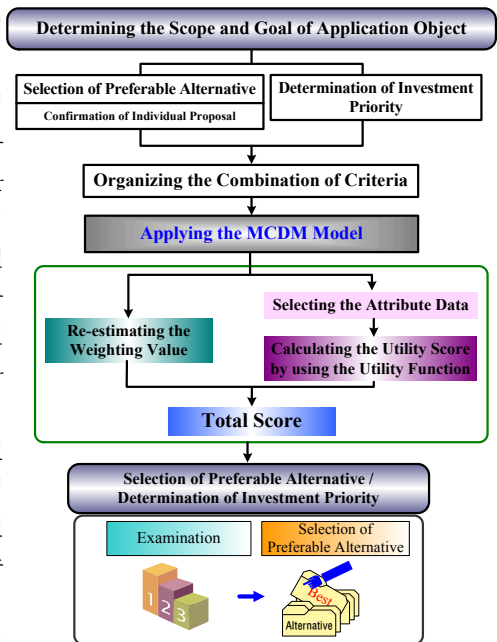 Determining the Scope and Goal of Application Object
Selection of Preferable Alternative
Confirmation of Individual Proposal
Determination of Investment
Priority
Organizing the Combination of Criteria
Applying the MCDM Model
Selecting the Attribute Data
Re-estimating the
Weighting Value
Calculating the Utility Score
by using the Utility Function
Total Score
Selection of Preferable Alternative /
Determination of Investment Priority
Examination
Selection of
Preferable Alternative
1 2 3
Best
Alternative